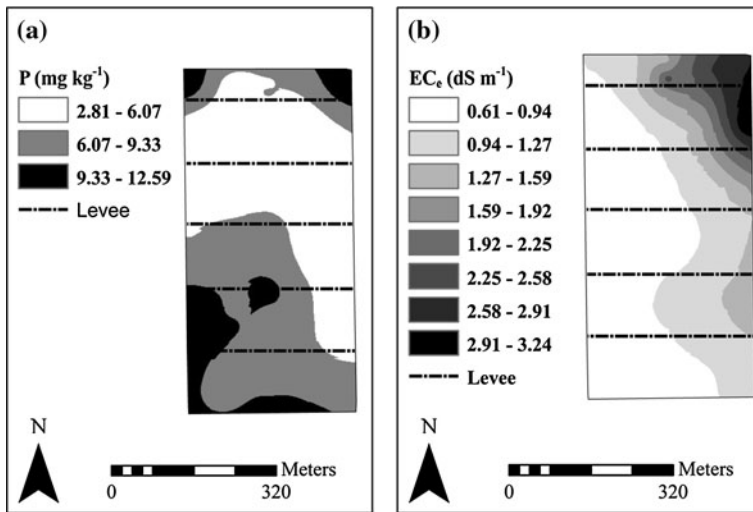 (a)
P (mg kg⁻¹)
2.81 - 6.07
6.07 - 9.33
9.33 - 12.59
Levee
N
Meters
0 320
(b)
ECₑ (dS m⁻¹)
0.61 - 0.94
0.94 - 1.27
1.27 - 1.59
1.59 - 1.92
1.92 - 2.25
2.25 - 2.58
2.58 - 2.91
2.91 - 3.24
Levee
N
Meters
0 320